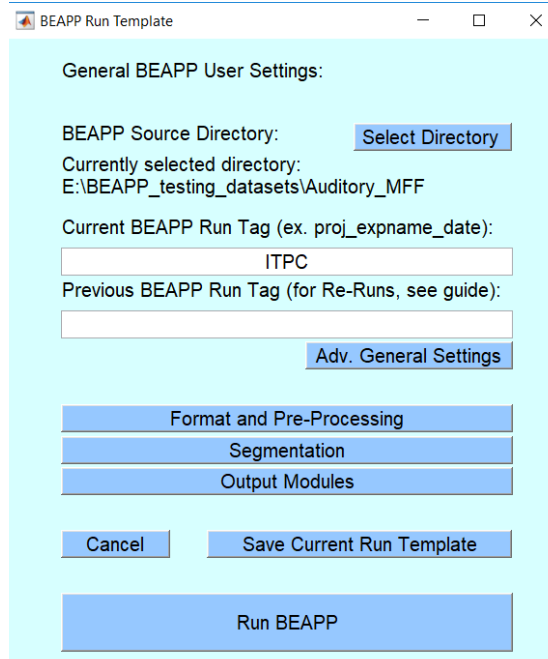 BEAPP Run Template
General BEAPP User Settings:
BEAPP Source Directory:
Select Directory
Currently selected directory:
E:\BEAPP_testing_datasets\Auditory_MFF
Current BEAPP Run Tag (ex. proj_expname_date):
ITPC
Previous BEAPP Run Tag (for Re-Runs, see guide):
Adv. General Settings
Format and Pre-Processing
Segmentation
Output Modules
Cancel
Save Current Run Template
Run BEAPP